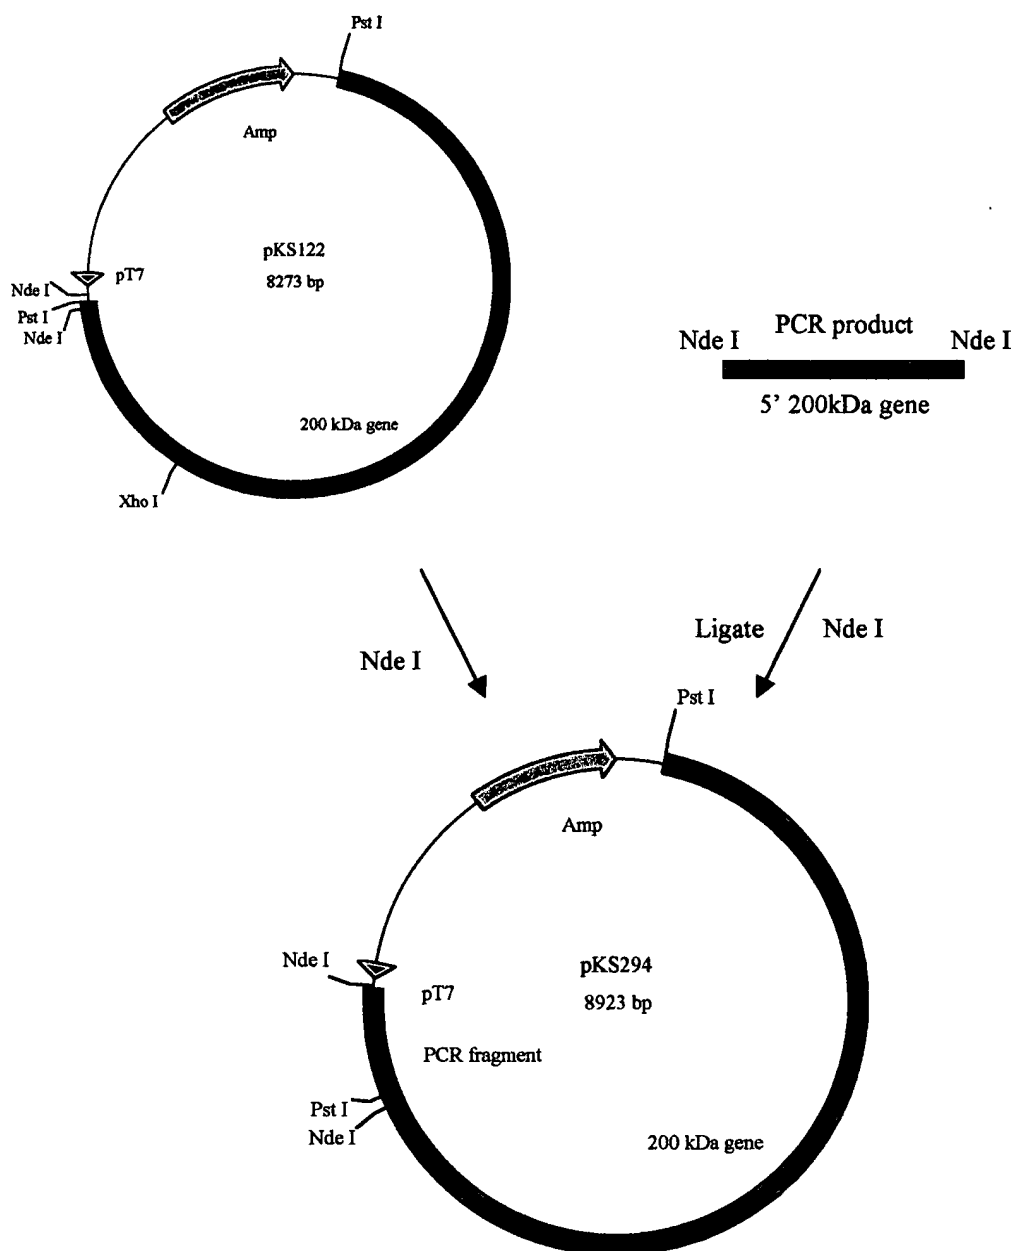 Pst I
Amp
pKS122
8273 bp
pT7
Nde I
Pst I
Nde I
200 kDa gene
Xho I
PCR product
Nde I
Nde I
5' 200kDa gene
Nde I
Ligate
Nde I
Pst I
Amp
Nde I
pT7
pKS294
8923 bp
PCR fragment
Pst I
Nde I
200 kDa gene